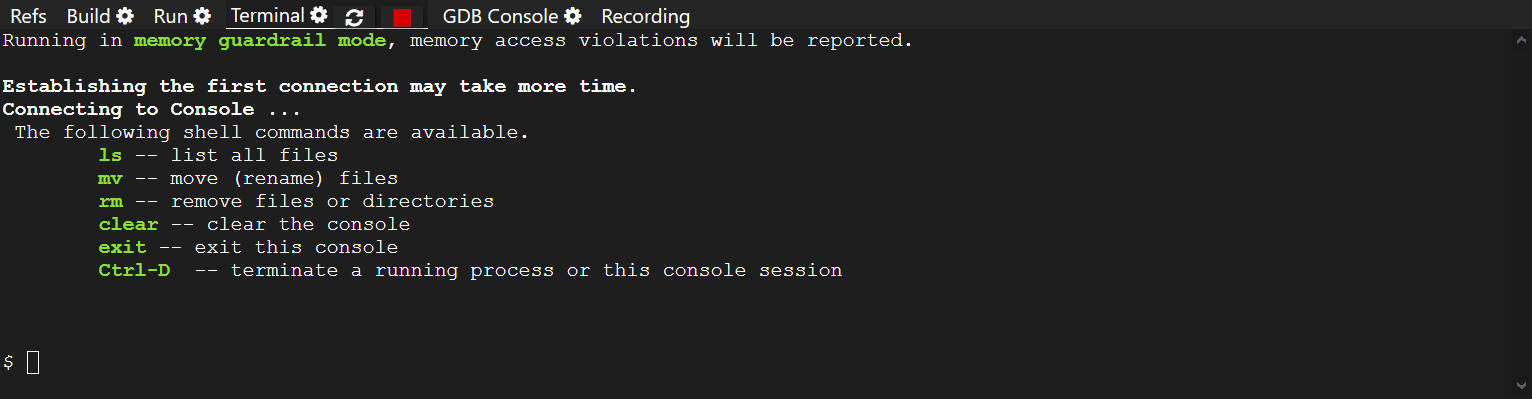 Refs Build Run Terminal GDB Console Recording
Running in memory guardrail mode, memory access violations will be reported.
Establishing the first connection may take more time.
Connecting to Console ...
The following shell commands are available.
ls -- list all files
mv -- move (rename) files
rm -- remove files or directories
clear -- clear the console
exit -- exit this console
Ctrl-D  -- terminate a running process or this console session
$